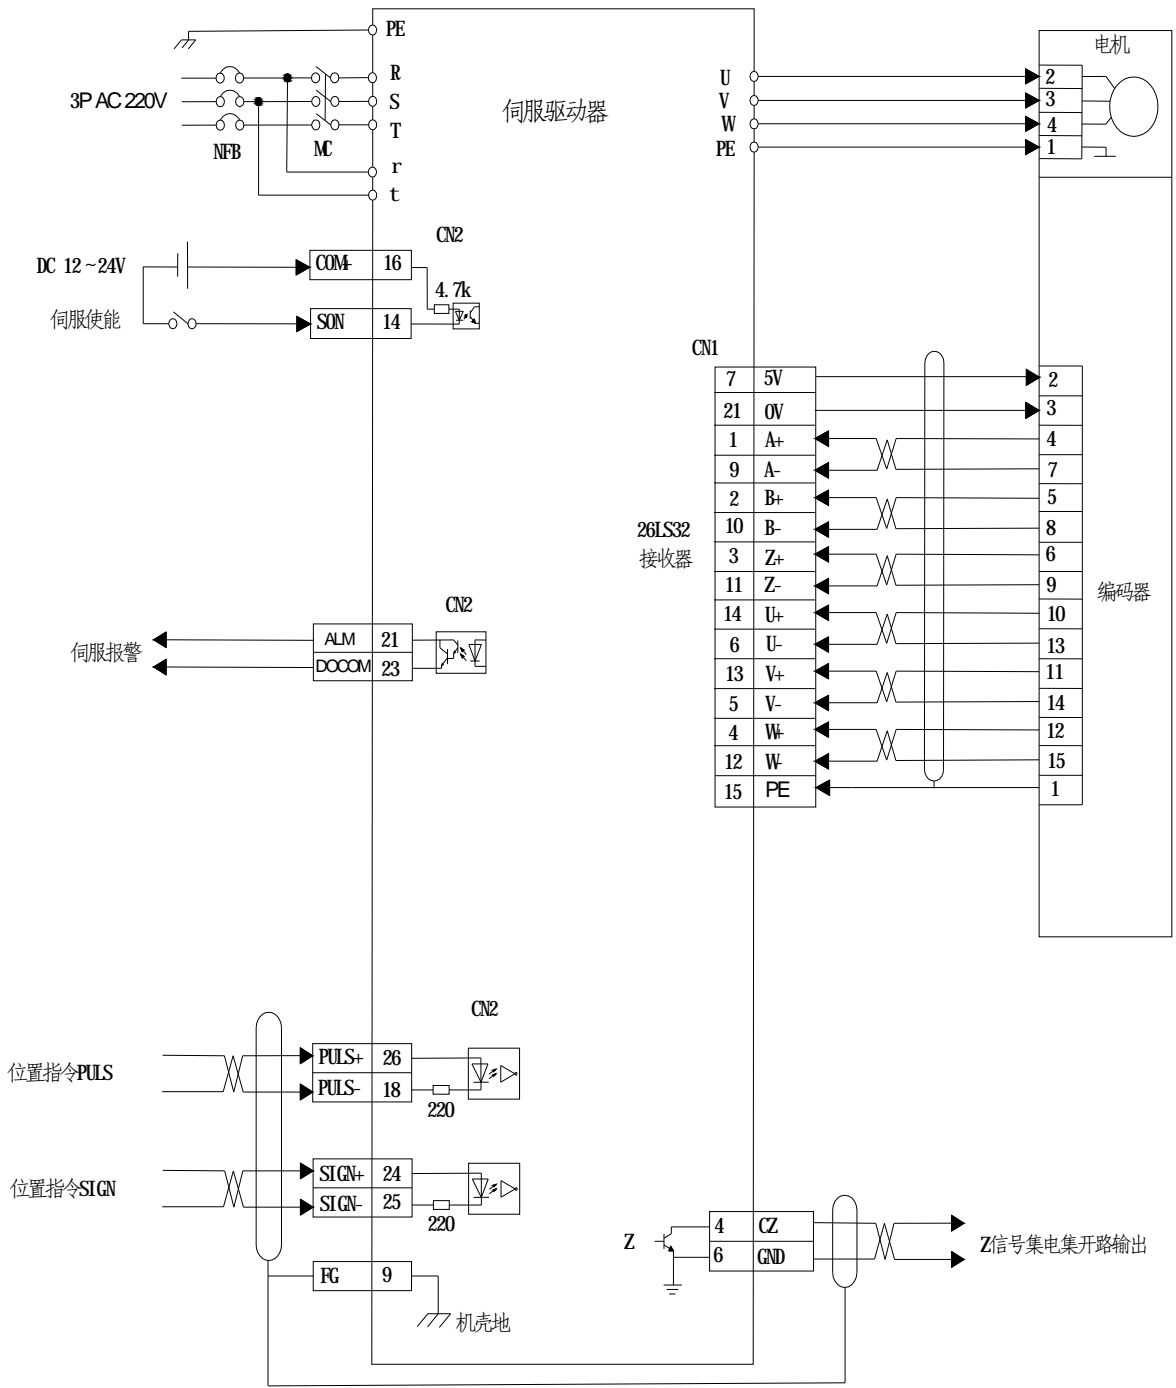 PE
电机
R
U
2
3P AC 220V
S
伺服驱动器
V
3
T
W
4
NFB
MC
PE
1
r
t
CN2
DC 12~24V
COM+
16
4.7k
伺服使能
SON
14
CN1
7 5V 2
21 0V 3
1 A+ 4
9 A- 7
2 B+ 5
26LS32
10 B- 8
接收器
3 Z+ 6
11 Z- 9
编码器
14 U+ 10
6 U- 13
13 V+ 11
5 V- 14
4 W+ 12
12 W- 15
15 PE 1
CN2
伺服报警
ALM 21
DOCOM 23
CN2
位置指令PULS
PULS+ 26
PULS- 18
220
位置指令SIGN
SIGN+ 24
SIGN- 25
220
FG 9
机壳地
Z
4 CZ
6 GND
Z信号集电集开路输出